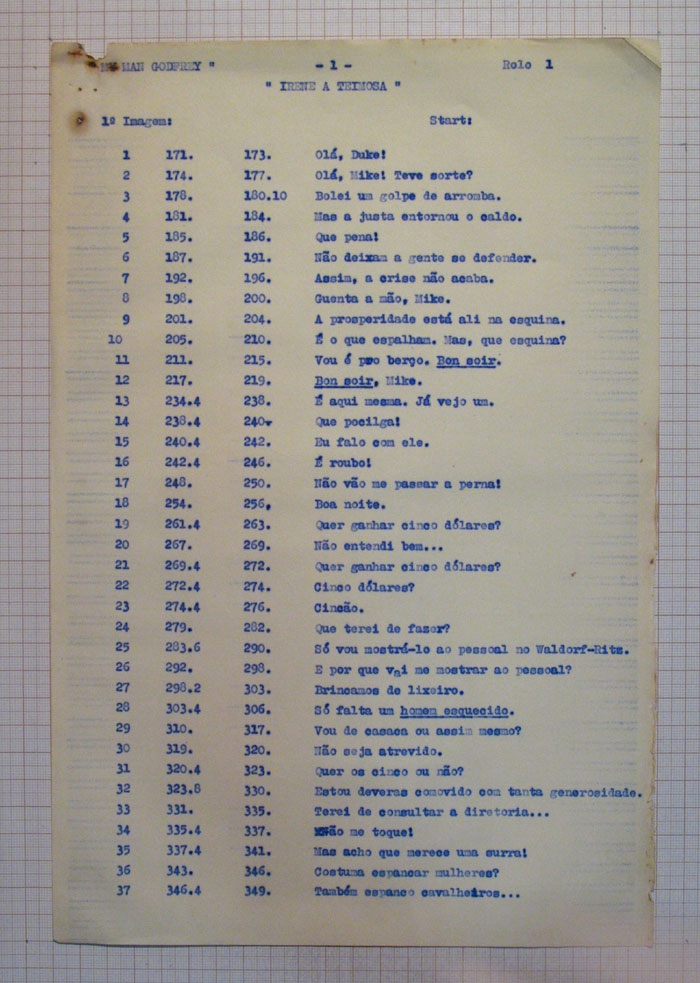 " MY MAN GODFREY " - 1 - Rolo 1
" IRENE A TEIMOSA "
1º Imagem: Start:
1 171. 173. Olá, Duke!
2 174. 177. Olá, Mike! Teve sorte?
3 178. 180.10 Bolei um golpe de arromba.
4 181. 184. Mas a justa entornou o caldo.
5 185. 186. Que pena!
6 187. 191. Não deixam a gente se defender.
7 192. 196. Assim, a crise não acaba.
8 198. 200. Guenta a mão, Mike.
9 201. 204. A prosperidade está ali na esquina.
10 205. 210. É o que espalham. Mas, que esquina?
11 211. 215. Vou é pro berço. Bon soir.
12 217. 219. Bon soir, Mike.
13 234.4 238. É aqui mesma. Já vejo um.
14 238.4 240. Que pocilga!
15 240.4 242. Eu falo com ele.
16 242.4 246. É roubo!
17 248. 250. Não vão me passar a perna!
18 254. 256, Boa noite.
19 261.4 263. Quer ganhar cinco dólares?
20 267. 269. Não entendi bem...
21 269.4 272. Quer ganhar cinco dólares?
22 272.4 274. Cinco dólares?
23 274.4 276. Cincão.
24 279. 282. Que terei de fazer?
25 283.6 290. Só vou mostrá-lo ao pessoal no Waldorf-Ritz.
26 292. 298. E por que vai me mostrar ao pessoal?
27 298.2 303. Brincamos de lixeiro.
28 303.4 306. Só falta um homem esquecido.
29 310. 317. Vou de casaca ou assim mesmo?
30 319. 320. Não seja atrevido.
31 320.4 323. Quer os cinco ou não?
32 323.8 330. Estou deveras comovido com tanta generosidade.
33 331. 335. Terei de consultar a diretoria...
34 335.4 337. Não me toque!
35 337.4 341. Mas acho que merece uma surra!
36 343. 346. Costuma espancar mulheres?
37 346.4 349. Também espanco cavalheiros...